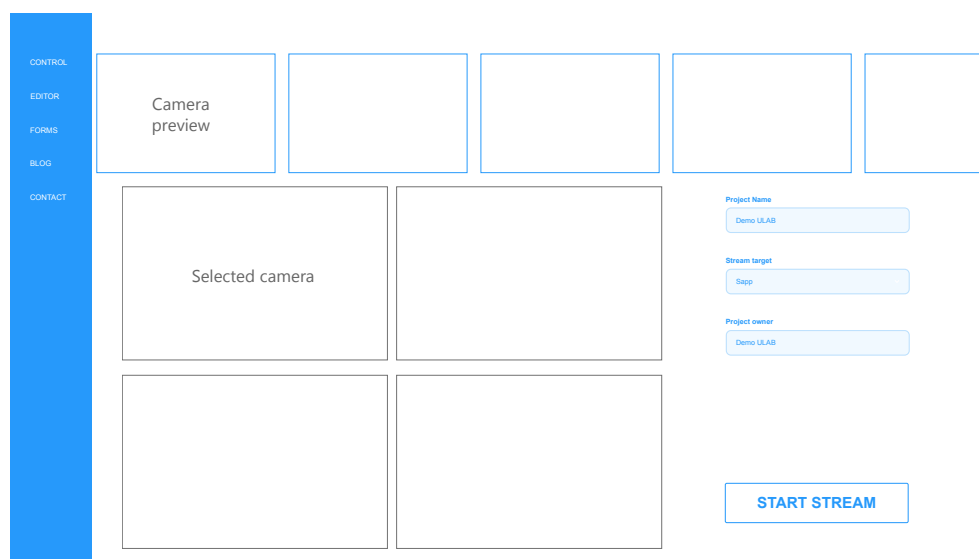 CONTROL
EDITOR
FORMS
BLOG
CONTACT
Camera
preview
Selected camera
Project Name
Demo ULAB
Stream target
Sapp
Project owner
Demo ULAB
START STREAM